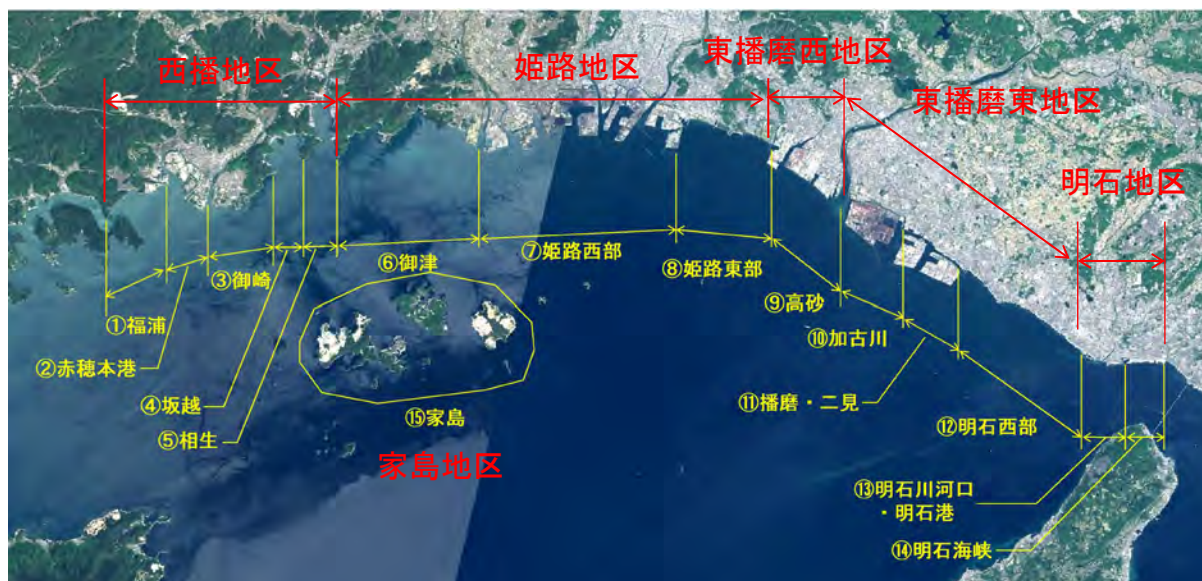 西播地区
姫路地区
東播磨西地区
東播磨東地区
明石地区
①福浦
②赤穂本港
③御崎
④坂越
⑤相生
⑥御津
⑦姫路西部
⑧姫路東部
⑨高砂
⑩加古川
⑪播磨・二見
⑫明石西部
⑬明石川河口
・明石港
⑭明石海峡
⑮家島
家島地区